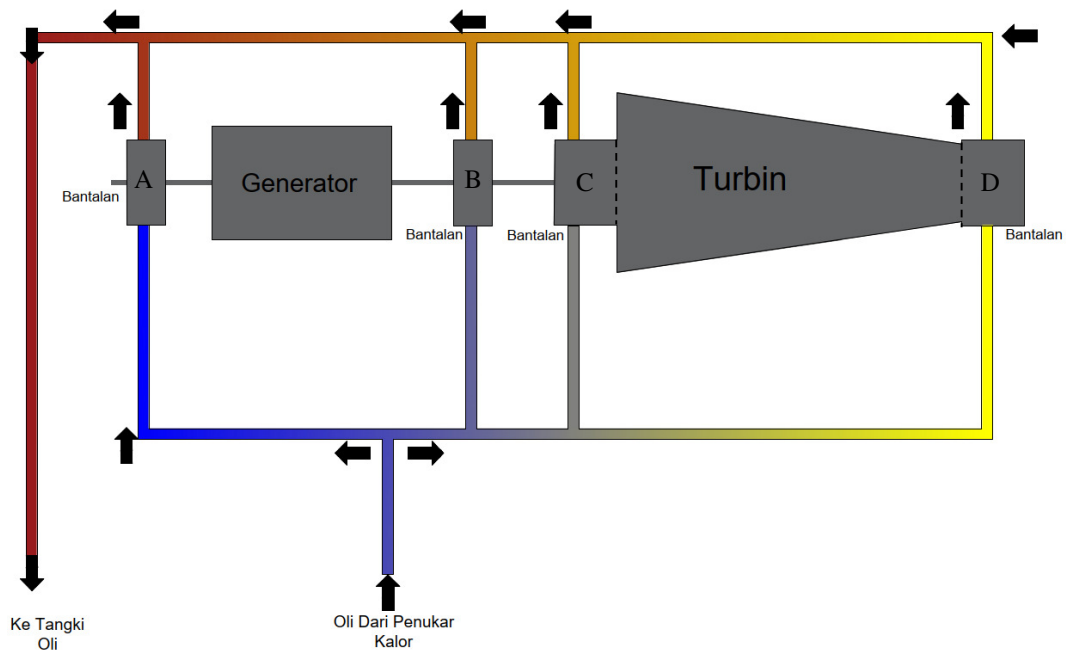 A
Generator
B
C
Turbin
D
Bantalan
Bantalan
Bantalan
Bantalan
Ke Tangki
Oli
Oli Dari Penukar
Kalor